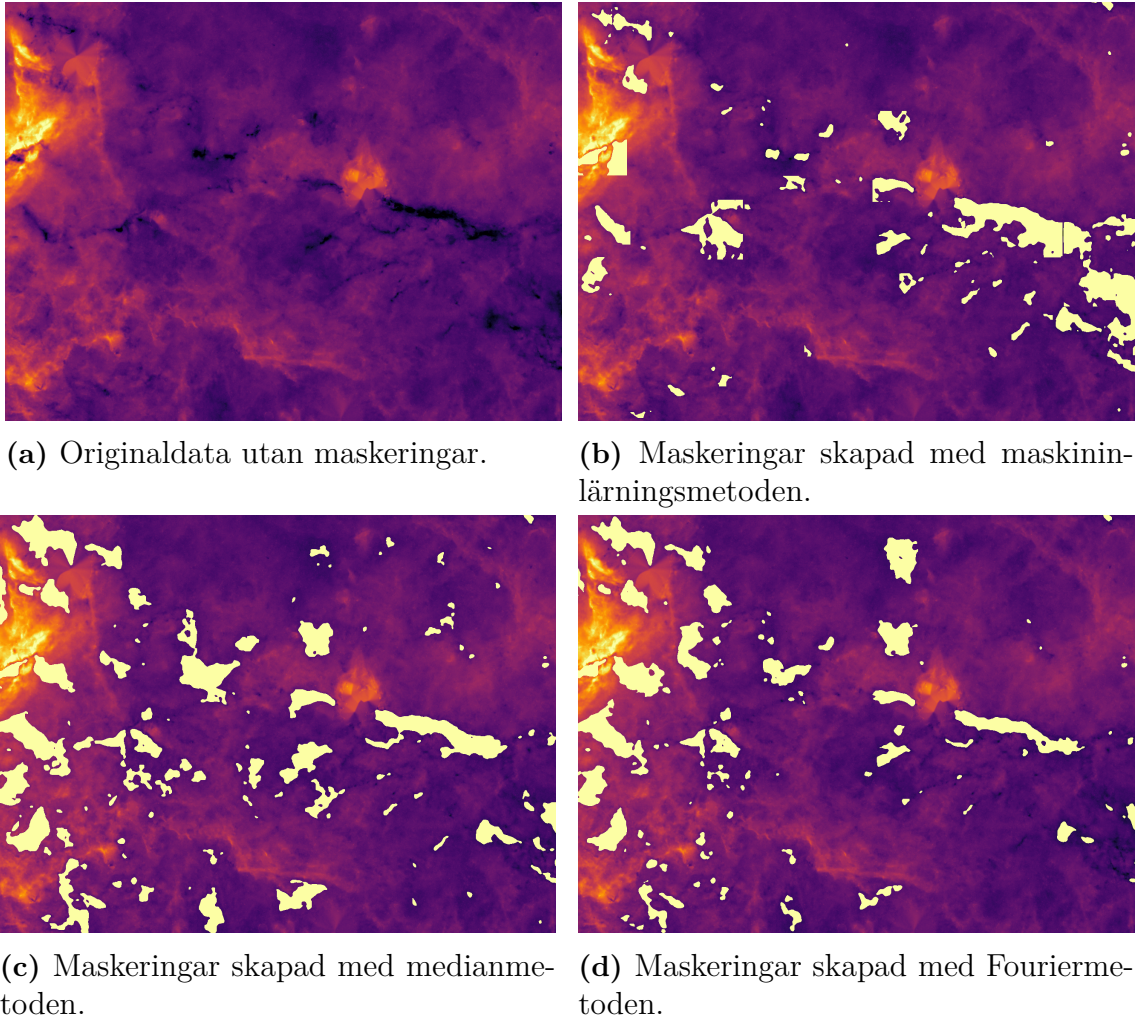 (a) Originaldata utan maskeringar.
(b) Maskeringar skapad med maskinin-
lärningsmetoden.
(c) Maskeringar skapad med medianme-
toden.
(d) Maskeringar skapad med Fourierme-
toden.